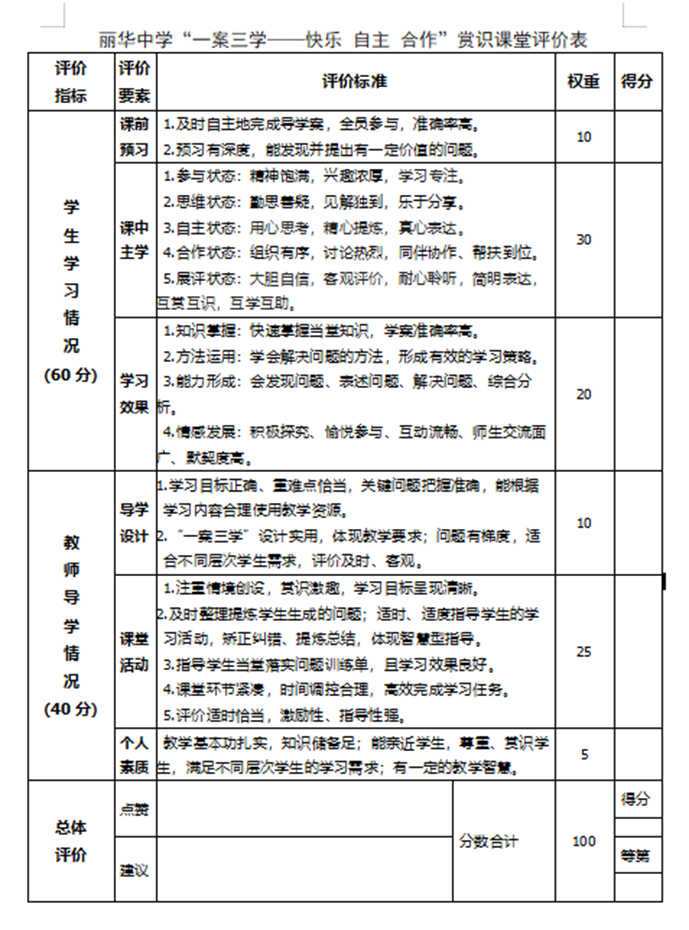 丽华中学“一案三学——快乐 自主 合作”赏识课堂评价表
评价指标 评价要素 评价标准 权重 得分
学生学习情况(60分)
课前预习
1.及时自主地完成导学案，全员参与，准确率高。
2.预习有深度，能发现并提出有一定价值的问题。
10
课中主学
1.参与状态：精神饱满，兴趣浓厚，学习专注。
2.思维状态：勤思善疑，见解独到，乐于分享。
3.自主状态：用心思考，精心提炼，真心表达。
4.合作状态：组织有序，讨论热烈，同伴协作、帮扶到位。
5.展评状态：大胆自信，客观评价，耐心聆听，简明表达，
互赏互识，互学互助。
30
学习效果
1.知识掌握：快速掌握当堂知识，学案准确率高。
2.方法运用：学会解决问题的方法，形成有效的学习策略。
3.能力形成：会发现问题、表述问题、解决问题、综合分
析。
4.情感发展：积极探究、愉悦参与、互动流畅、师生交流面
广、默契度高。
20
教师导学情况(40分)
导学设计
1.学习目标正确、重难点恰当，关键问题把握准确，能根据
学习内容合理使用教学资源。
2.“一案三学”设计实用，体现教学要求；问题有梯度，适
合不同层次学生需求，评价及时、客观。
10
课堂活动
1.注重情境创设，赏识激趣，学习目标呈现清晰。
2.及时整理提炼学生生成的问题；适时、适度指导学生的学
习活动，矫正纠错、提炼总结，体现智慧型指导。
3.指导学生当堂落实问题训练单，且学习效果良好。
4.课堂环节紧凑，时间调控合理，高效完成学习任务。
5.评价适时恰当，激励性、指导性强。
25
个人素质
教学基本功扎实，知识储备足；能亲近学生，尊重、赏识学
生，满足不同层次学生的学习需求；有一定的教学智慧。
5
总体评价
点赞
建议
分数合计
100
得分
等第